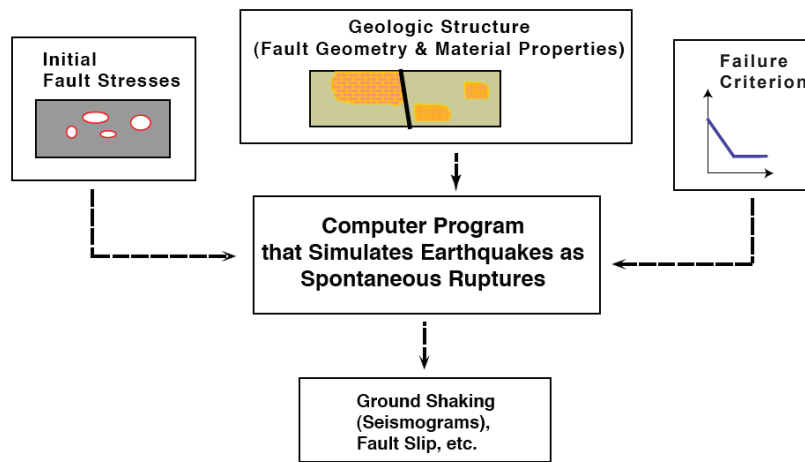 Initial
Fault Stresses
Geologic Structure
(Fault Geometry & Material Properties)
Failure
Criterion
Computer Program
that Simulates Earthquakes as
Spontaneous Ruptures
Ground Shaking
(Seismograms),
Fault Slip, etc.